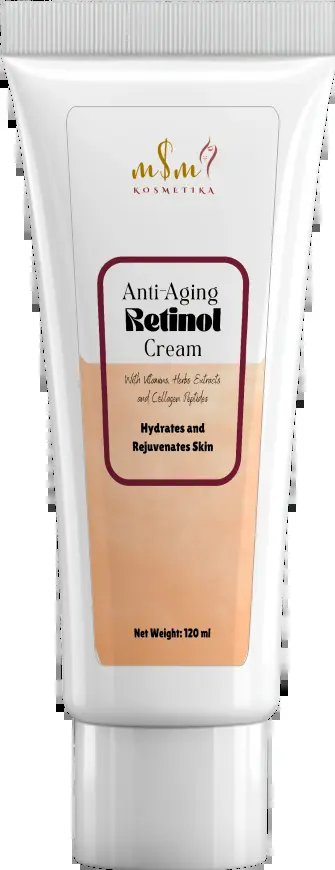 m$m
KOSMETIKA
Anti-Aging
Retinol
Cream
With Vitamins, Herbs Extracts
and Collagen Peptides
Hydrates and
Rejuvenates Skin
Net Weight: 120 ml